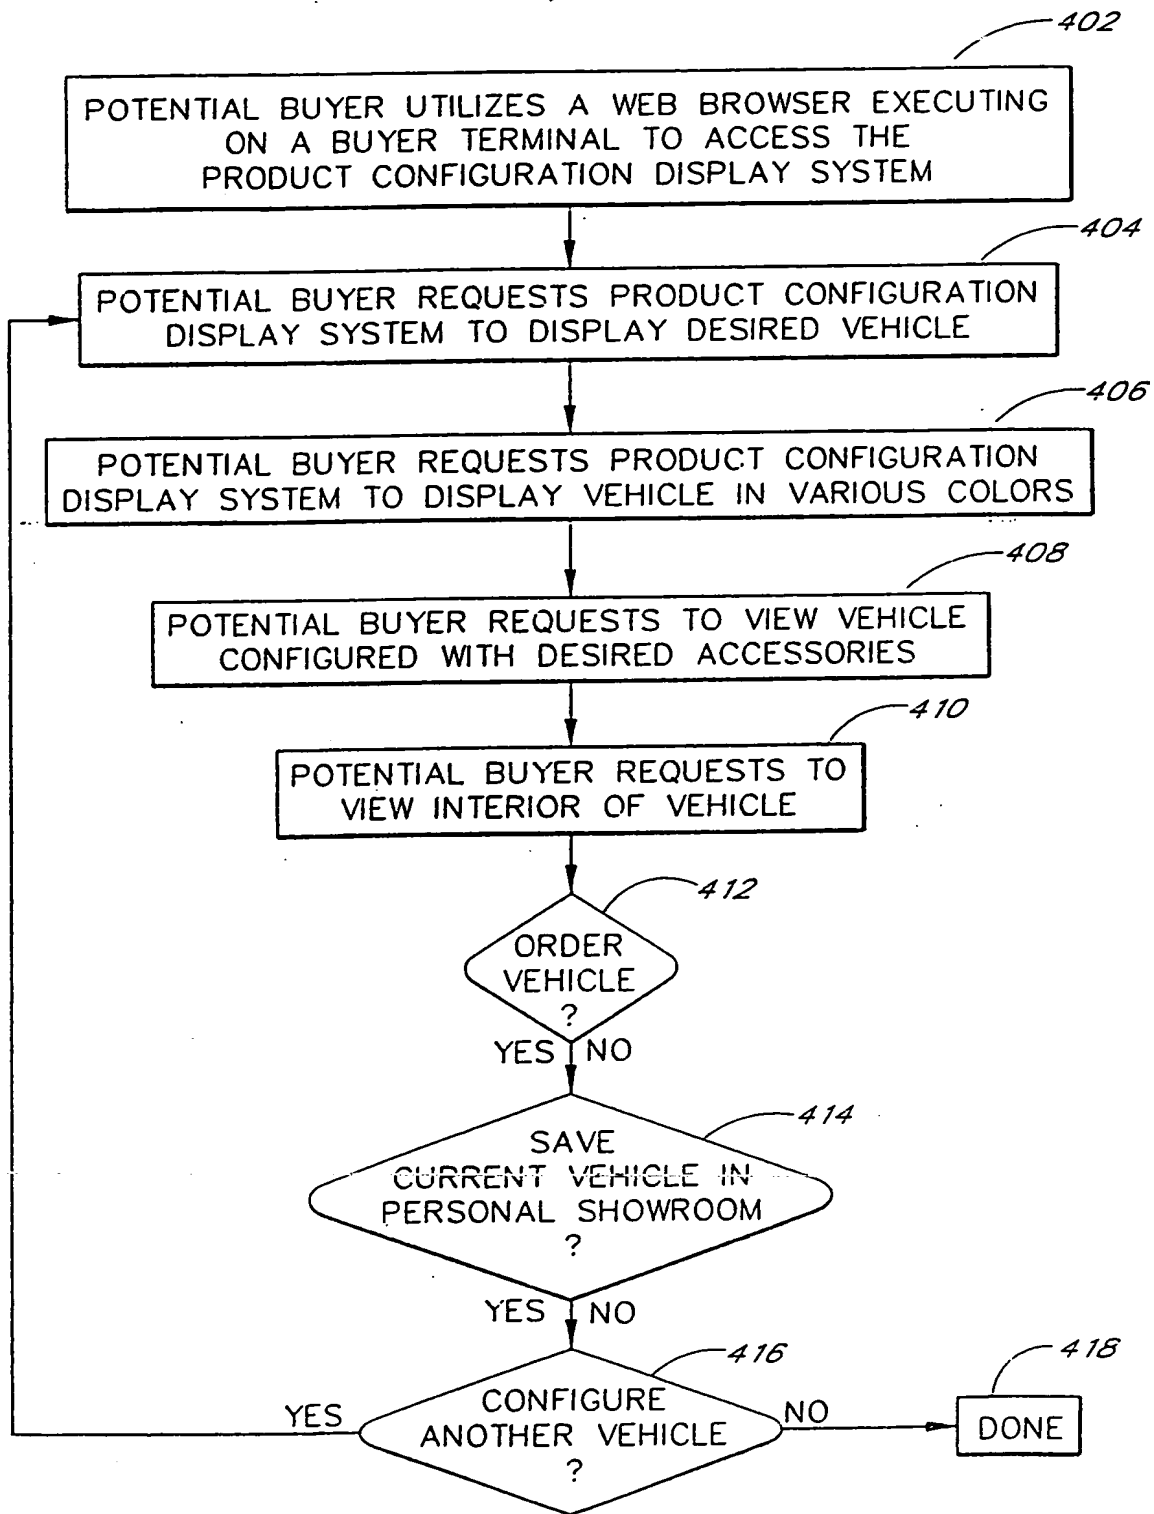 402
POTENTIAL BUYER UTILIZES A WEB BROWSER EXECUTING
ON A BUYER TERMINAL TO ACCESS THE
PRODUCT CONFIGURATION DISPLAY SYSTEM
404
POTENTIAL BUYER REQUESTS PRODUCT CONFIGURATION
DISPLAY SYSTEM TO DISPLAY DESIRED VEHICLE
406
POTENTIAL BUYER REQUESTS PRODUCT CONFIGURATION
DISPLAY SYSTEM TO DISPLAY VEHICLE IN VARIOUS COLORS
408
POTENTIAL BUYER REQUESTS TO VIEW VEHICLE
CONFIGURED WITH DESIRED ACCESSORIES
410
POTENTIAL BUYER REQUESTS TO
VIEW INTERIOR OF VEHICLE
412
ORDER
VEHICLE
?
YES NO
414
SAVE
CURRENT VEHICLE IN
PERSONAL SHOWROOM
?
YES NO
416
CONFIGURE
ANOTHER VEHICLE
?
YES
NO
418
DONE